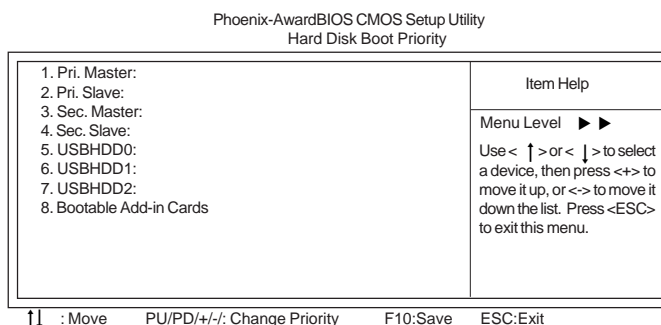 Phoenix-AwardBIOS CMOS Setup Utility
Hard Disk Boot Priority
1. Pri. Master:
2. Pri. Slave:
3. Sec. Master:
4. Sec. Slave:
5. USBHDD0:
6. USBHDD1:
7. USBHDD2:
8. Bootable Add-in Cards
Item Help
Menu Level ▶ ▶
Use < ↑ > or < ↓ > to select
a device, then press <+> to
move it up, or <-> to move it
down the list. Press <ESC>
to exit this menu.
↑↓ : Move PU/PD/+/-/: Change Priority F10:Save ESC:Exit